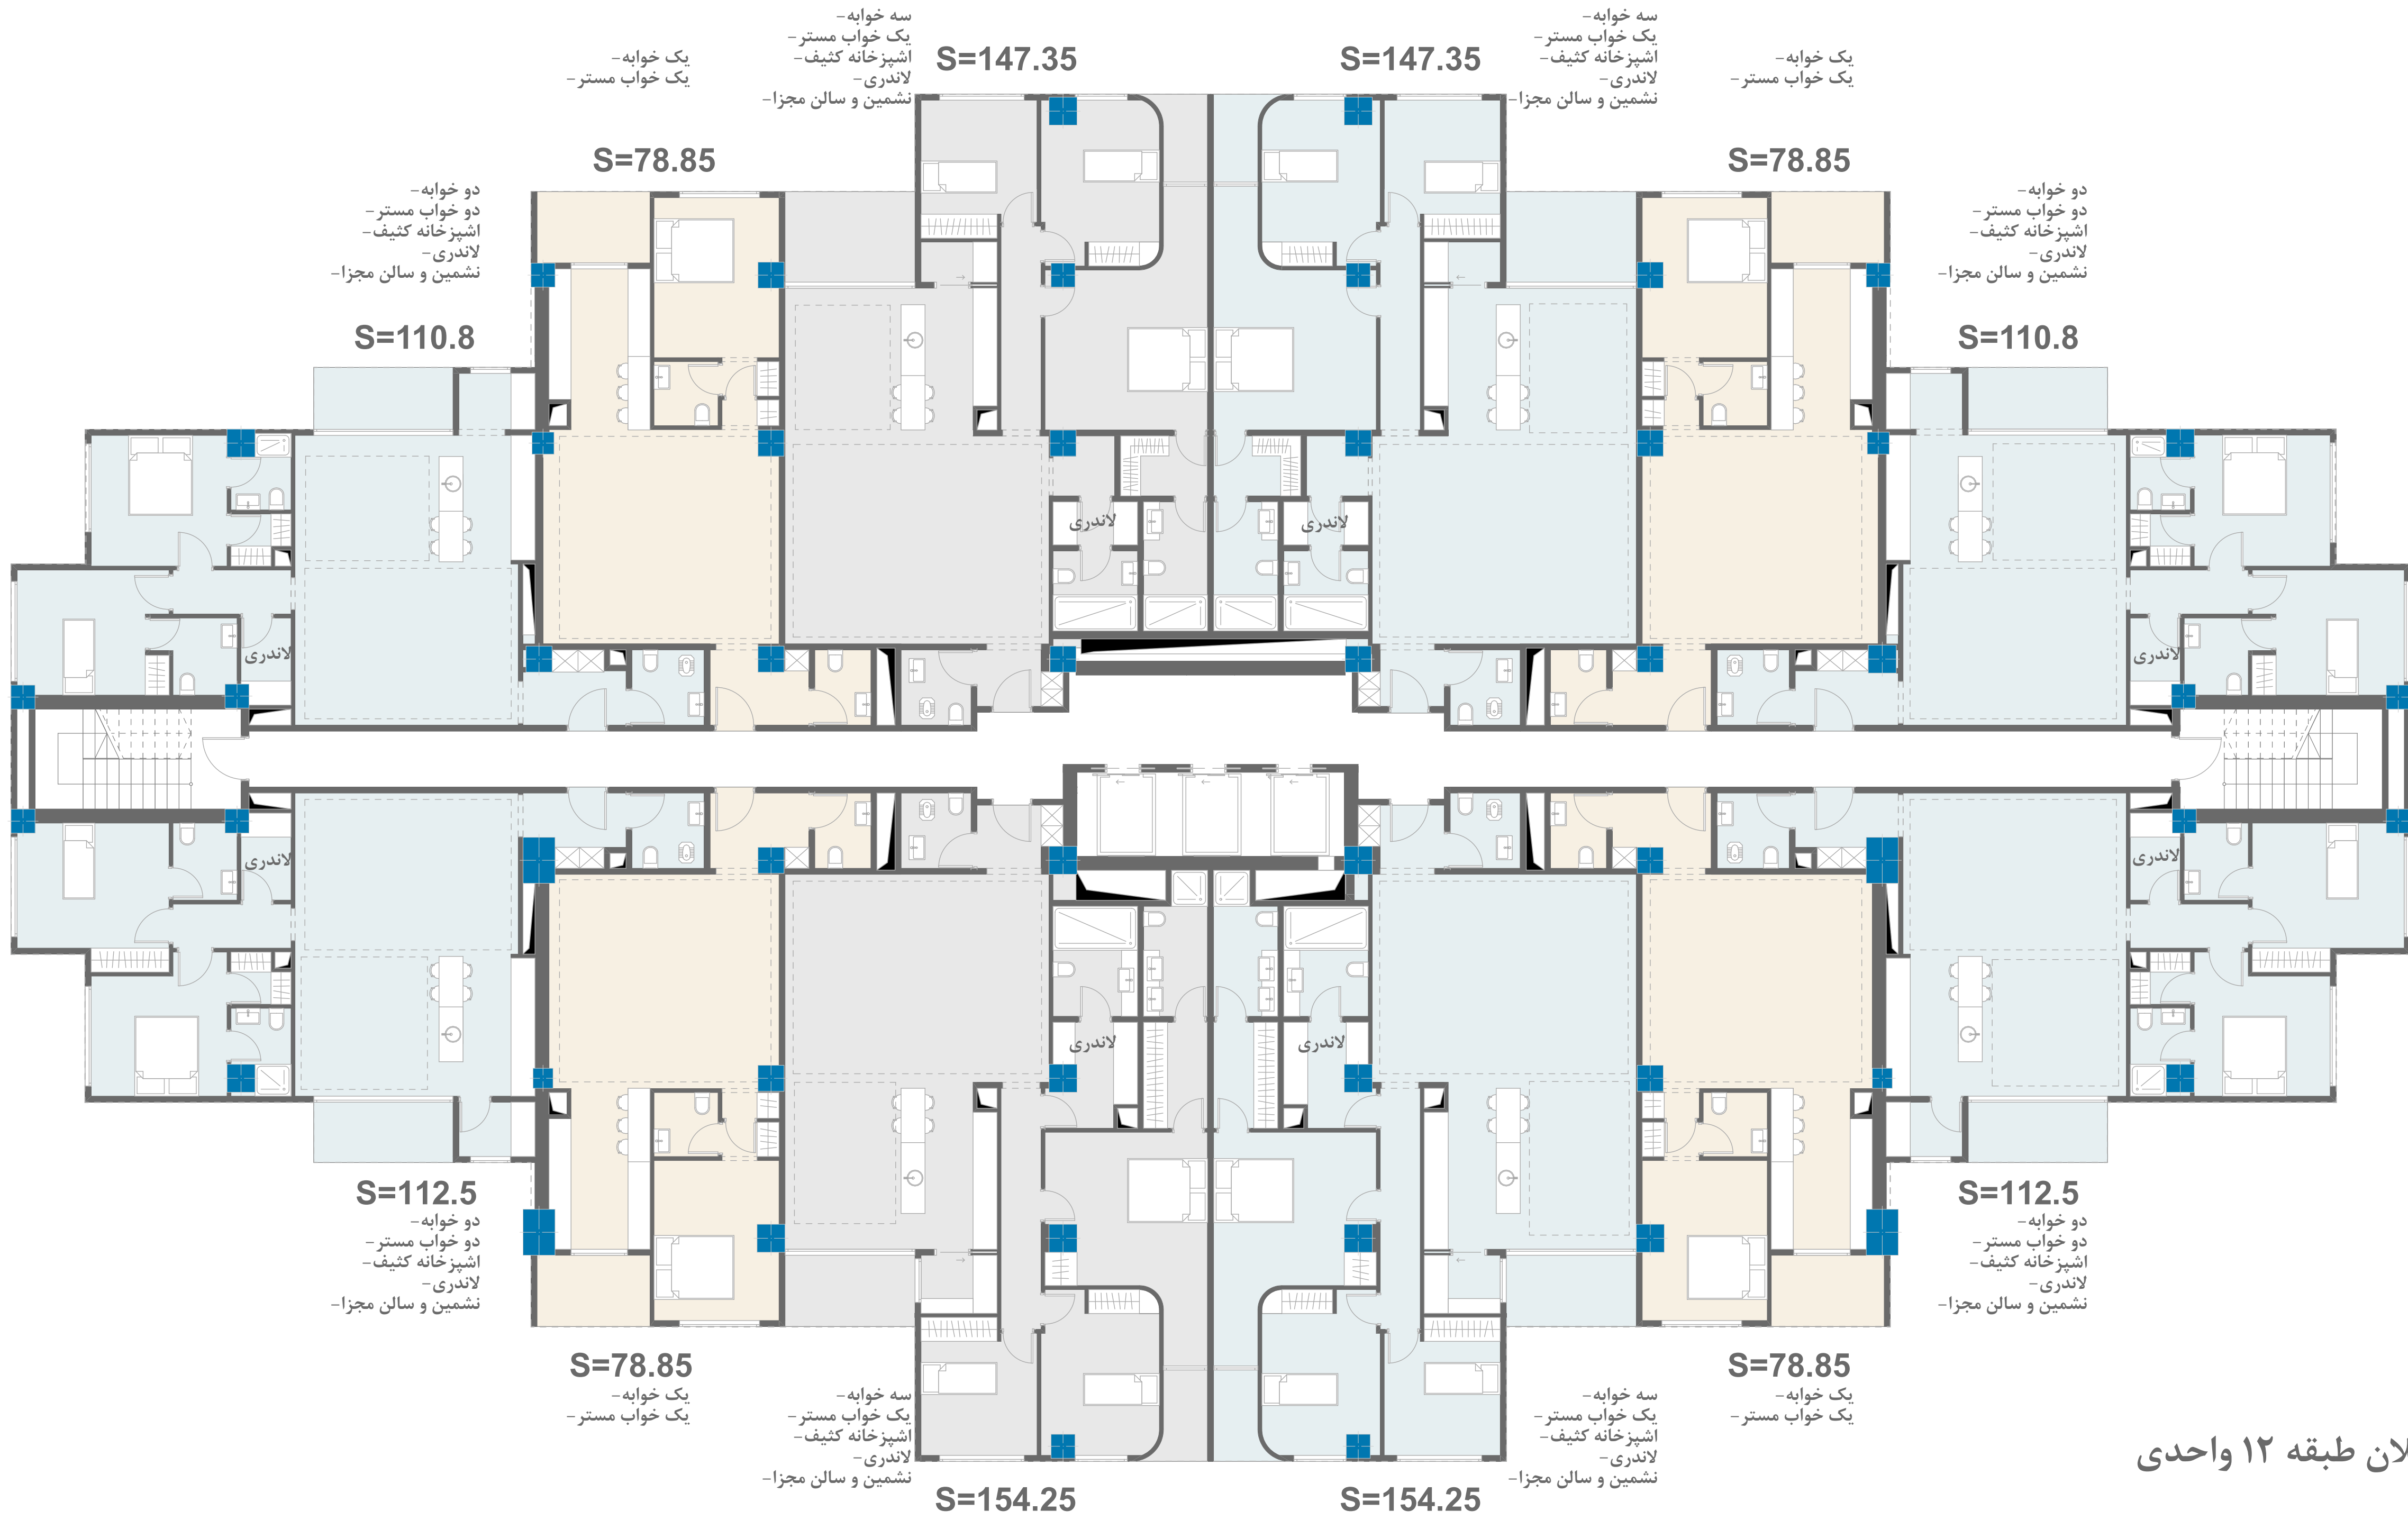 یک خوابه-
یک خواب مستر-
S=78.85
سه خوابه-
یک خواب مستر-
اشپزخانه کثیف-
لاندری-
نشمین و سالن مجزا-
S=147.35
S=147.35
سه خوابه-
یک خواب مستر-
اشپزخانه کثیف-
لاندری-
نشمین و سالن مجزا-
یک خوابه-
یک خواب مستر-
S=78.85
دو خوابه-
دو خواب مستر-
اشپزخانه کثیف-
لاندری-
نشمین و سالن مجزا-
S=110.8
دو خوابه-
دو خواب مستر-
اشپزخانه کثیف-
لاندری-
نشمین و سالن مجزا-
S=110.8
لاندری
لاندری
لاندری
لاندری
لاندری
لاندری
لاندری
لاندری
S=112.5
دو خوابه-
دو خواب مستر-
اشپزخانه کثیف-
لاندری-
نشمین و سالن مجزا-
S=112.5
دو خوابه-
دو خواب مستر-
اشپزخانه کثیف-
لاندری-
نشمین و سالن مجزا-
S=78.85
یک خوابه-
یک خواب مستر-
سه خوابه-
یک خواب مستر-
اشپزخانه کثیف-
لاندری-
نشمین و سالن مجزا-
S=154.25
S=154.25
سه خوابه-
یک خواب مستر-
اشپزخانه کثیف-
لاندری-
نشمین و سالن مجزا-
S=78.85
یک خوابه-
یک خواب مستر-
لان طبقه ۱۲ واحدی